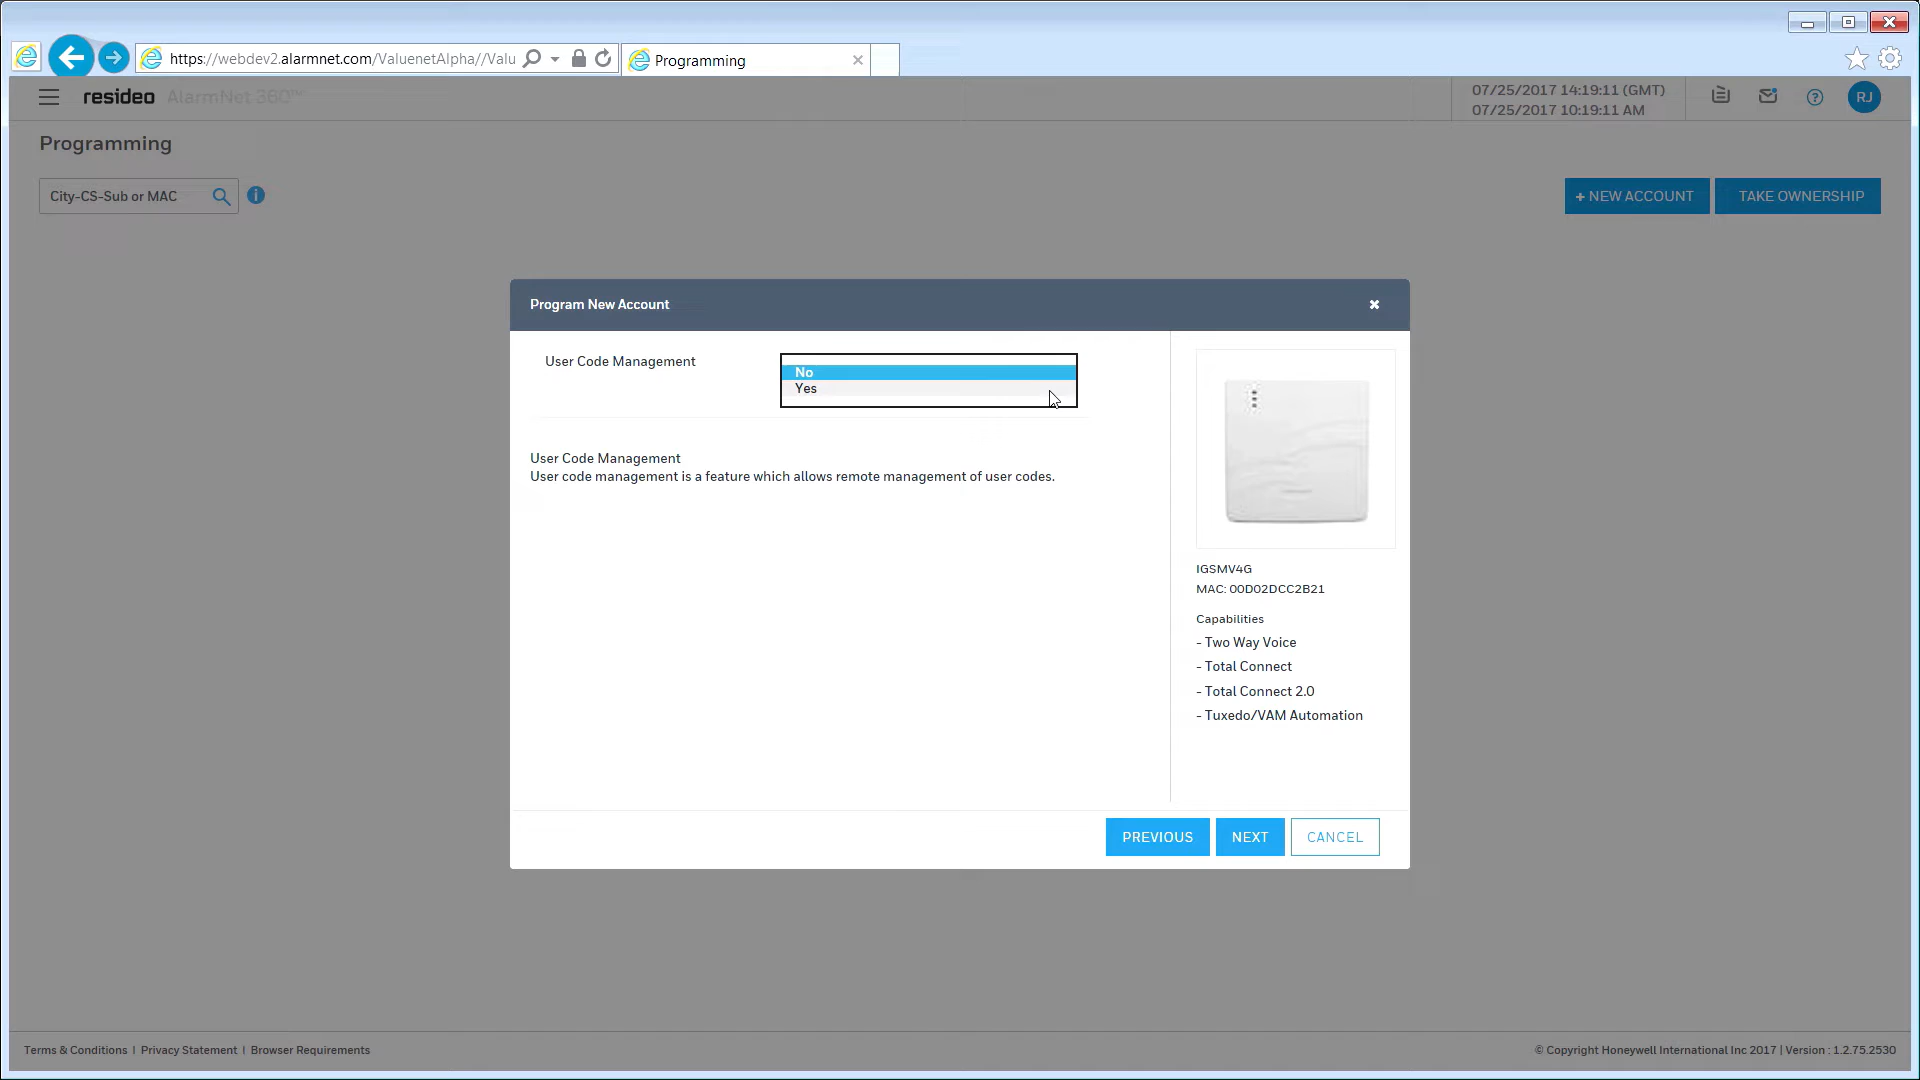 https://webdev2.alarmnet.com/ValuenetAlpha//Valu
Programming
resideo AlarmNet 360™
07/25/2017 14:19:11 (GMT)
07/25/2017 10:19:11 AM
RJ
Programming
City-CS-Sub or MAC
+ NEW ACCOUNT
TAKE OWNERSHIP
Program New Account
User Code Management
No
Yes
User Code Management
User code management is a feature which allows remote management of user codes.
IGSMV4G
MAC: 00D02DCC2B21
Capabilities
- Two Way Voice
- Total Connect
- Total Connect 2.0
- Tuxedo/VAM Automation
PREVIOUS
NEXT
CANCEL
Terms & Conditions | Privacy Statement | Browser Requirements
© Copyright Honeywell International Inc 2017 | Version : 1.2.75.2530